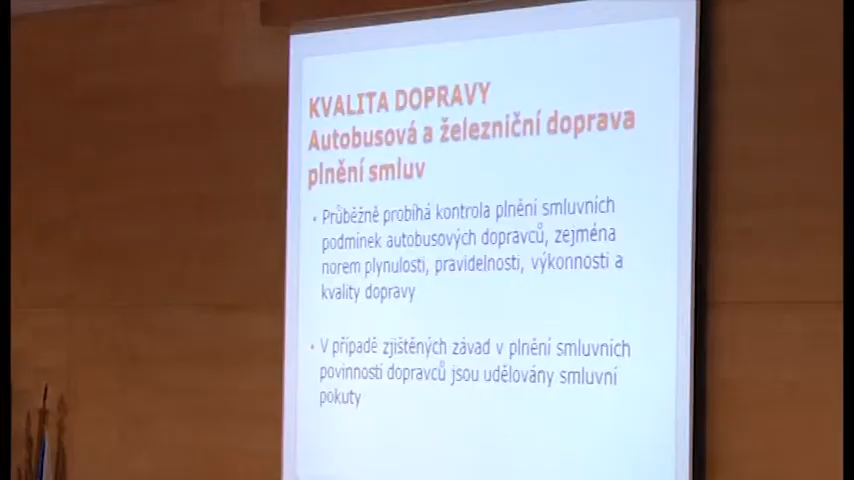 KVALITA DOPRAVY
Autobusová a železniční doprava
plnění smluv
• Průběžně probíhá kontrola plnění smluvních
podmínek autobusových dopravců, zejména
norem plynulosti, pravidelnosti, výkonnosti a
kvality dopravy
• V případě zjištěných závad v plnění smluvních
povinností dopravců jsou udělovány smluvní
pokuty